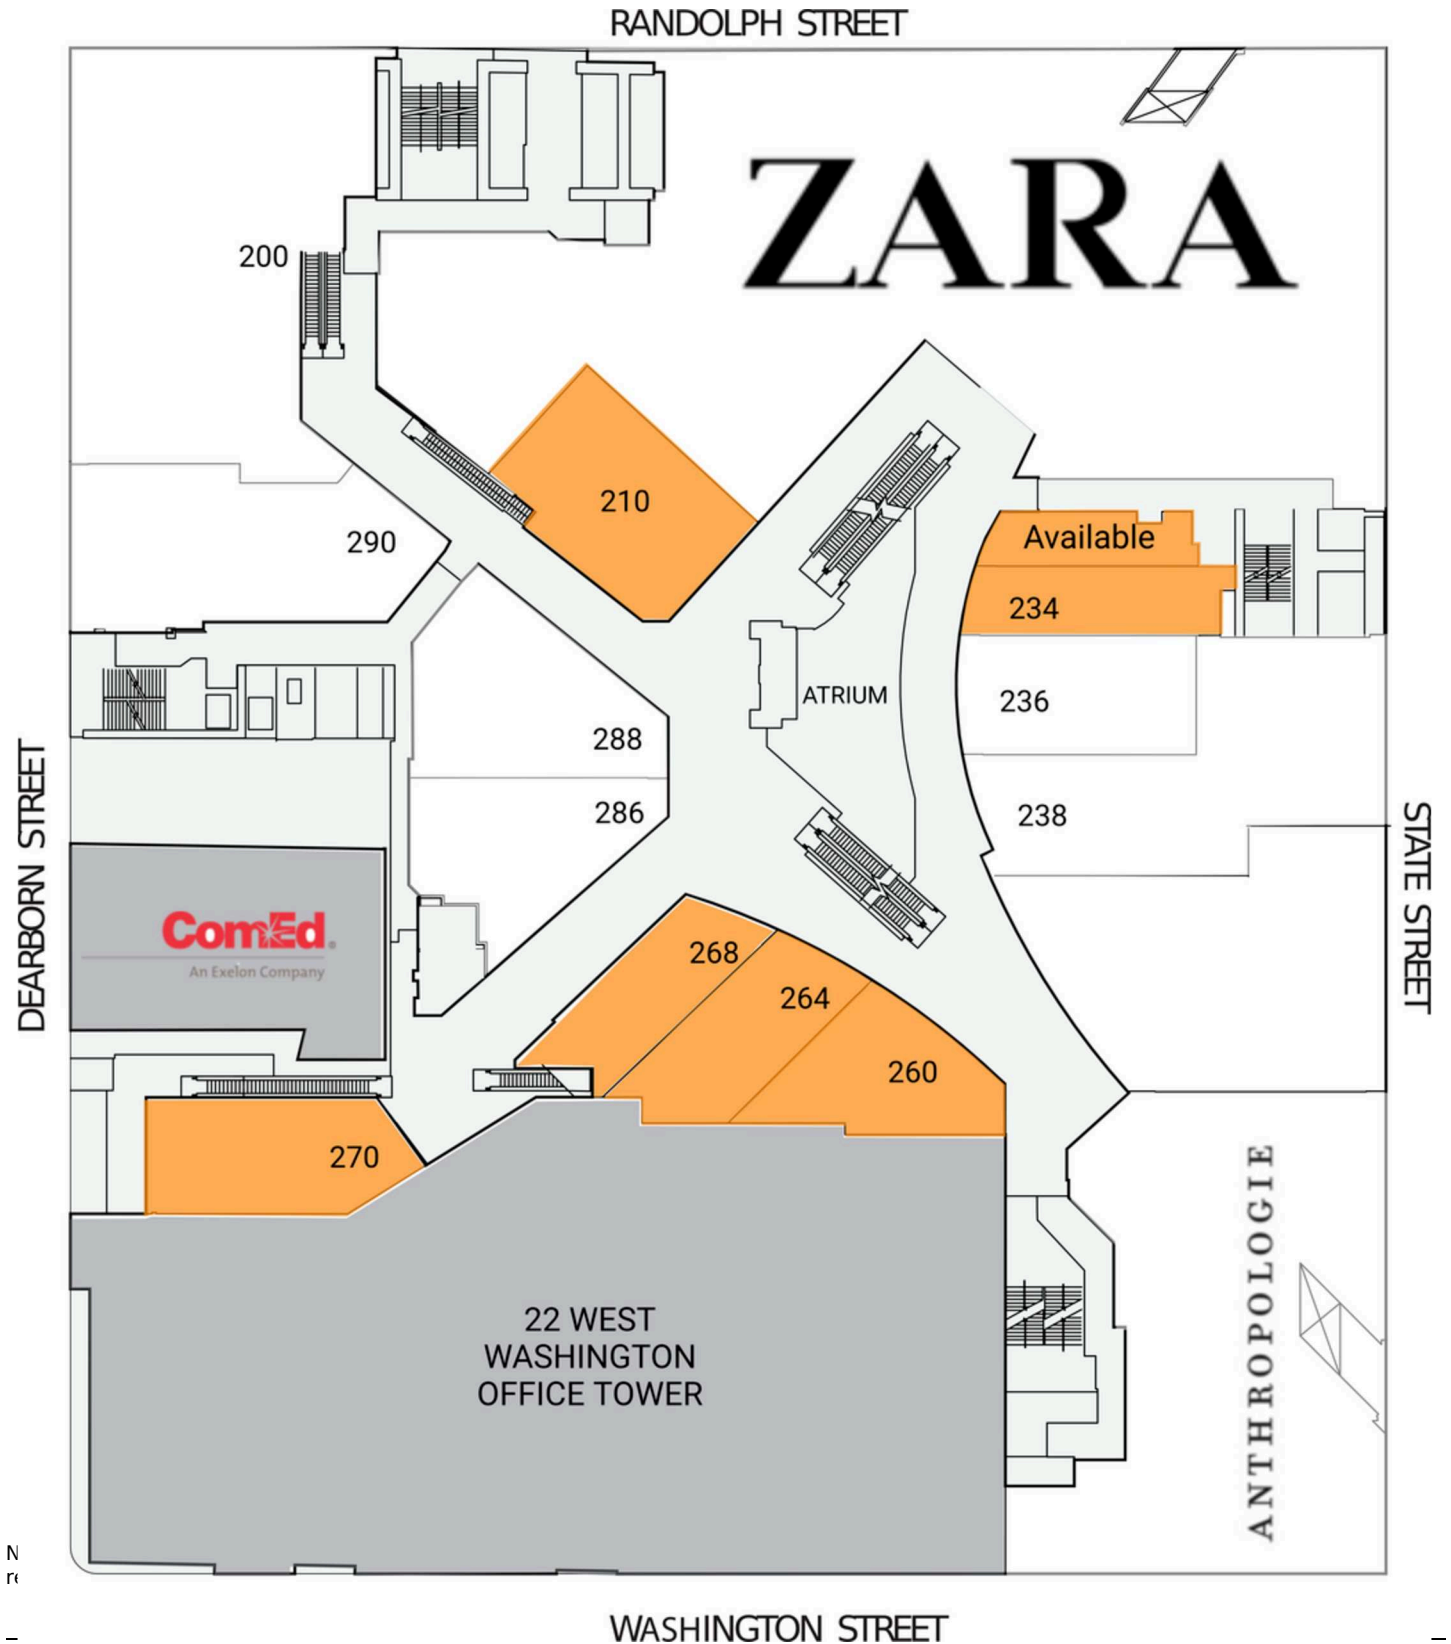 RANDOLPH STREET
ZARA
200
210
290
Available
234
ATRIUM
236
288
286
238
DEARBORN STREET
STATE STREET
ComEd
An Exelon Company
268
264
260
270
ANTHROPOLOGIE
22 WEST
WASHINGTON
OFFICE TOWER
WASHINGTON STREET